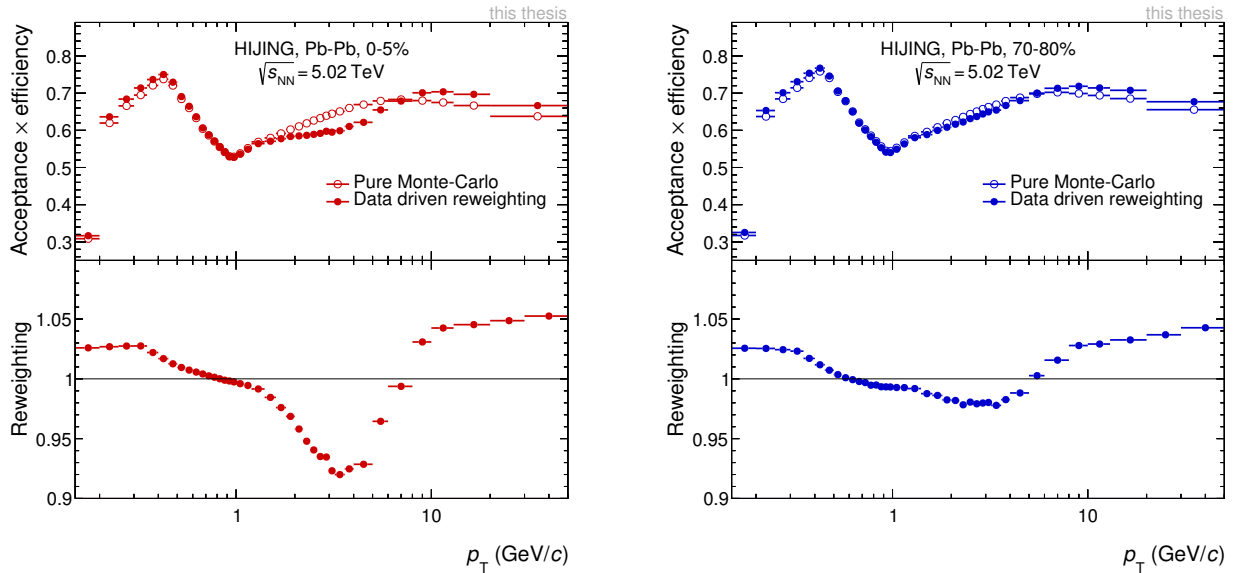 this thesis
HIJING, Pb-Pb, 0-5%
√sNN = 5.02 TeV
Acceptance × efficiency
0.8
0.7
0.6
0.5
0.4
0.3
Pure Monte-Carlo
Data driven reweighting
Reweighting
1.05
1
0.95
0.9
1 10
pT (GeV/c)
this thesis
HIJING, Pb-Pb, 70-80%
√sNN = 5.02 TeV
Acceptance × efficiency
0.8
0.7
0.6
0.5
0.4
0.3
Pure Monte-Carlo
Data driven reweighting
Reweighting
1.05
1
0.95
0.9
1 10
pT (GeV/c)